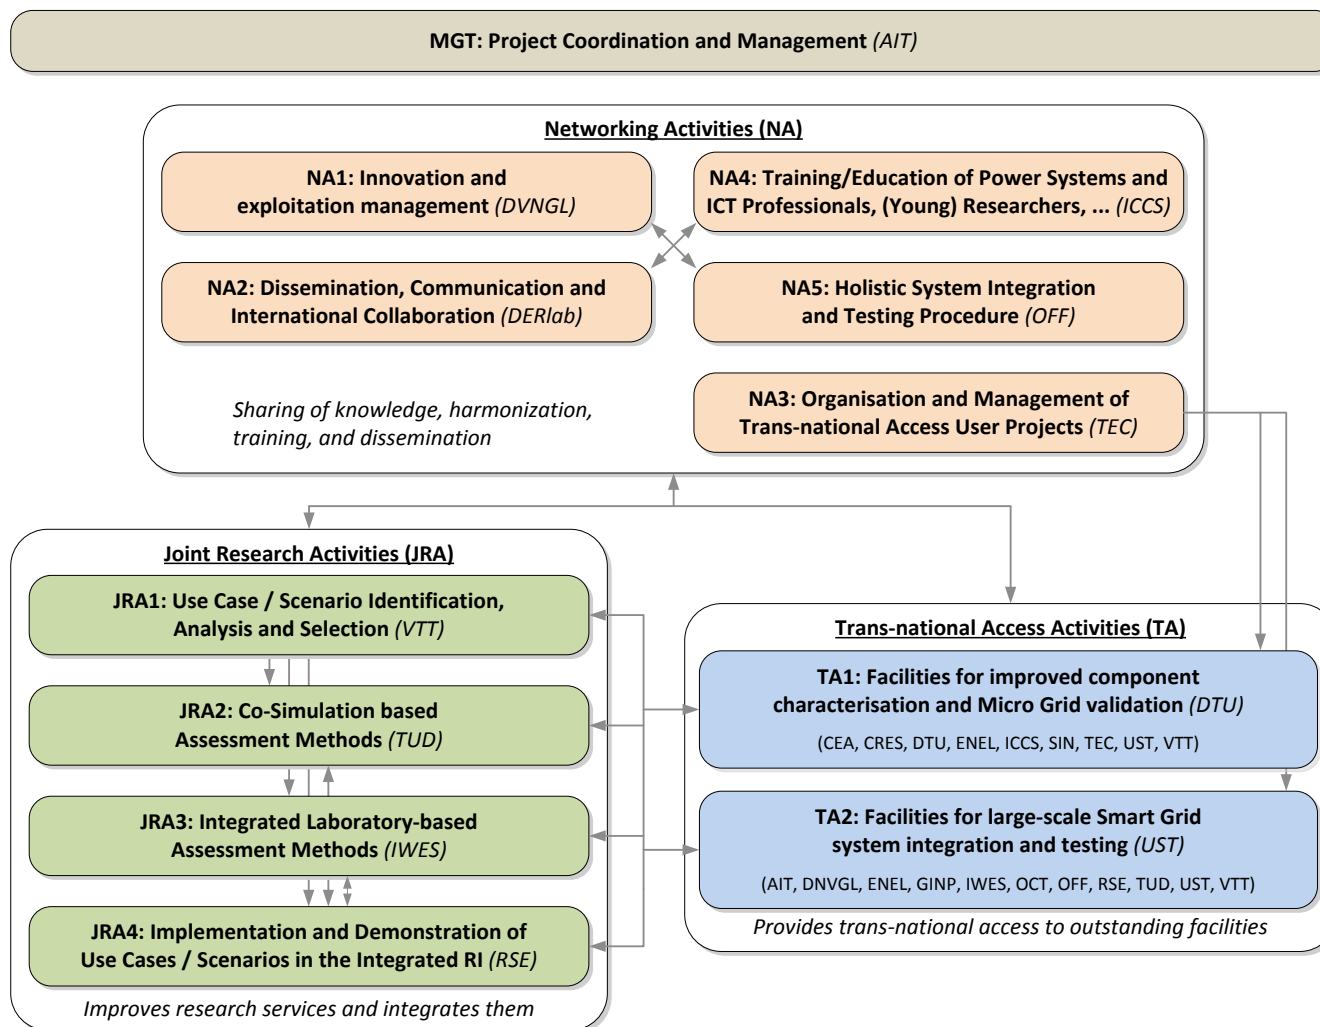 MGT: Project Coordination and Management (AIT)
Networking Activities (NA)
NA1: Innovation and
exploitation management (DVNGL)
NA4: Training/Education of Power Systems and
ICT Professionals, (Young) Researchers, ... (ICCS)
NA2: Dissemination, Communication and
International Collaboration (DERlab)
NA5: Holistic System Integration
and Testing Procedure (OFF)
Sharing of knowledge, harmonization,
training, and dissemination
NA3: Organisation and Management of
Trans-national Access User Projects (TEC)
Joint Research Activities (JRA)
JRA1: Use Case / Scenario Identification,
Analysis and Selection (VTT)
JRA2: Co-Simulation based
Assessment Methods (TUD)
JRA3: Integrated Laboratory-based
Assessment Methods (IWES)
JRA4: Implementation and Demonstration of
Use Cases / Scenarios in the Integrated RI (RSE)
Improves research services and integrates them
Trans-national Access Activities (TA)
TA1: Facilities for improved component
characterisation and Micro Grid validation (DTU)
(CEA, CRES, DTU, ENEL, ICCS, SIN, TEC, UST, VTT)
TA2: Facilities for large-scale Smart Grid
system integration and testing (UST)
(AIT, DNVGL, ENEL, GINP, IWES, OCT, OFF, RSE, TUD, UST, VTT)
Provides trans-national access to outstanding facilities